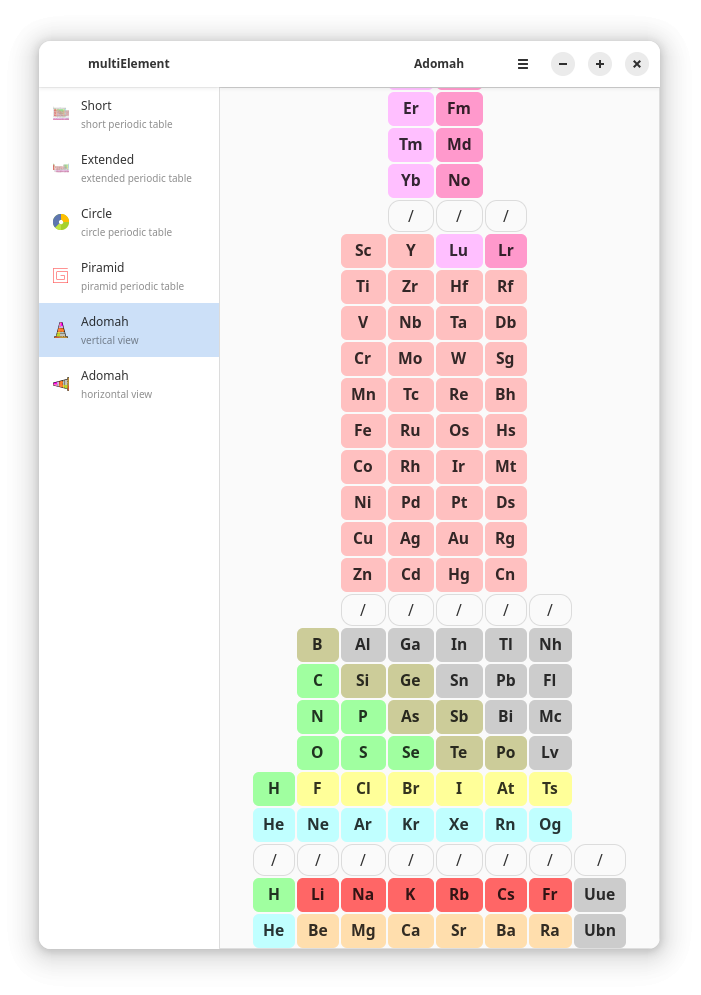 multiElement
Adomah
Short
short periodic table
Extended
extended periodic table
Circle
circle periodic table
Piramid
piramid periodic table
Adomah
vertical view
Adomah
horizontal view
Er Fm
Tm Md
Yb No
/ / /
Sc Y Lu Lr
Ti Zr Hf Rf
V Nb Ta Db
Cr Mo W Sg
Mn Tc Re Bh
Fe Ru Os Hs
Co Rh Ir Mt
Ni Pd Pt Ds
Cu Ag Au Rg
Zn Cd Hg Cn
/ / / / /
B Al Ga In Tl Nh
C Si Ge Sn Pb Fl
N P As Sb Bi Mc
O S Se Te Po Lv
H F Cl Br I At Ts
He Ne Ar Kr Xe Rn Og
/ / / / / / / /
H Li Na K Rb Cs Fr Uue
He Be Mg Ca Sr Ba Ra Ubn